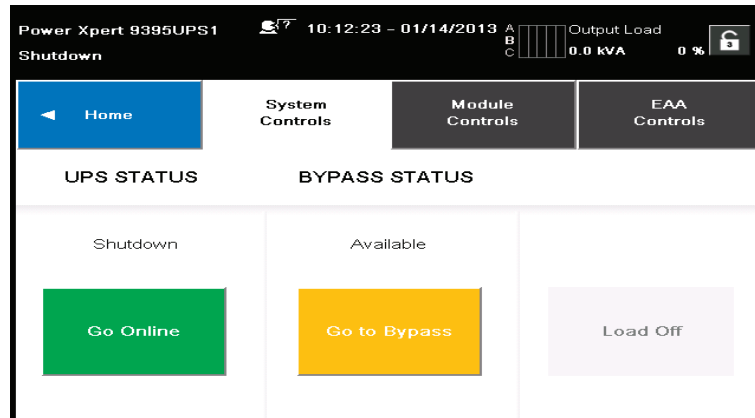 Power Xpert 9395UPS1
?
10:12:23 - 01/14/2013
A
B
C
Output Load
Shutdown
0.0 kVA
0 %
3
Home
System Controls
Module Controls
EAA Controls
UPS STATUS
BYPASS STATUS
Shutdown
Available
Go Online
Go to Bypass
Load Off